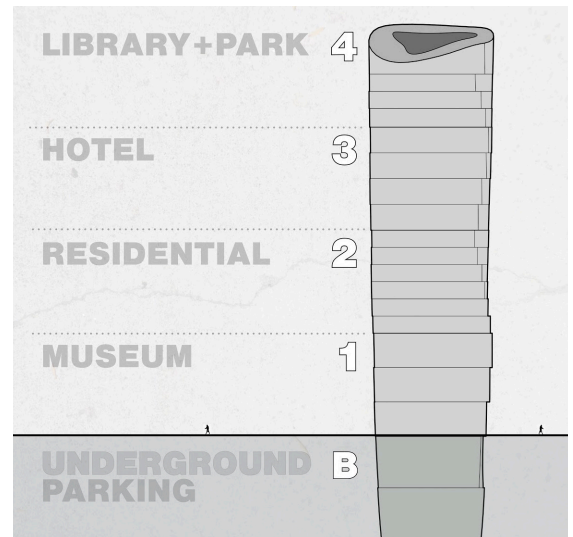 LIBRARY+PARK 4
HOTEL 3
RESIDENTIAL 2
MUSEUM 1
UNDERGROUND B
PARKING